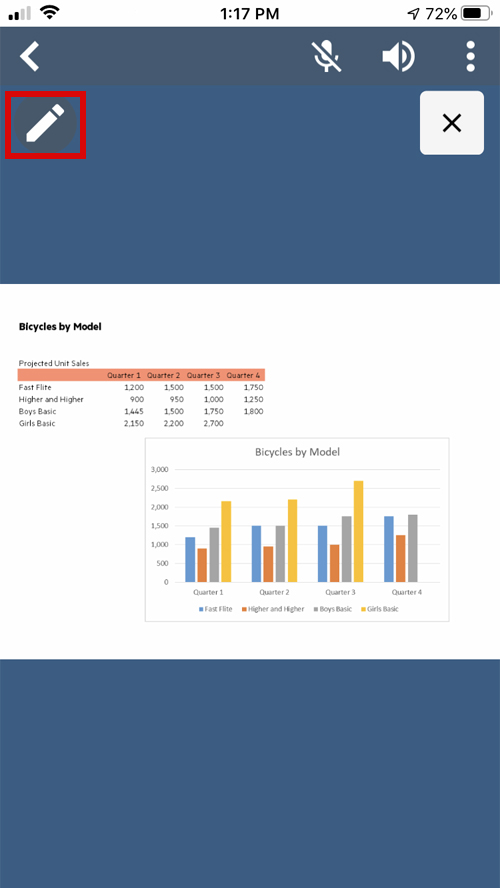 1:17 PM
72%
Bicycles by Model
Projected Unit Sales
Quarter 1 Quarter 2 Quarter 3 Quarter 4
Fast Flite 1,200 1,500 1,500 1,750
Higher and Higher 900 950 1,000 1,250
Boys Basic 1,445 1,500 1,750 1,800
Girls Basic 2,150 2,200 2,700
Bicycles by Model
3,000
2,500
2,000
1,500
1,000
500
0
Quarter 1 Quarter 2 Quarter 3 Quarter 4
Fast Flite Higher and Higher Boys Basic Girls Basic